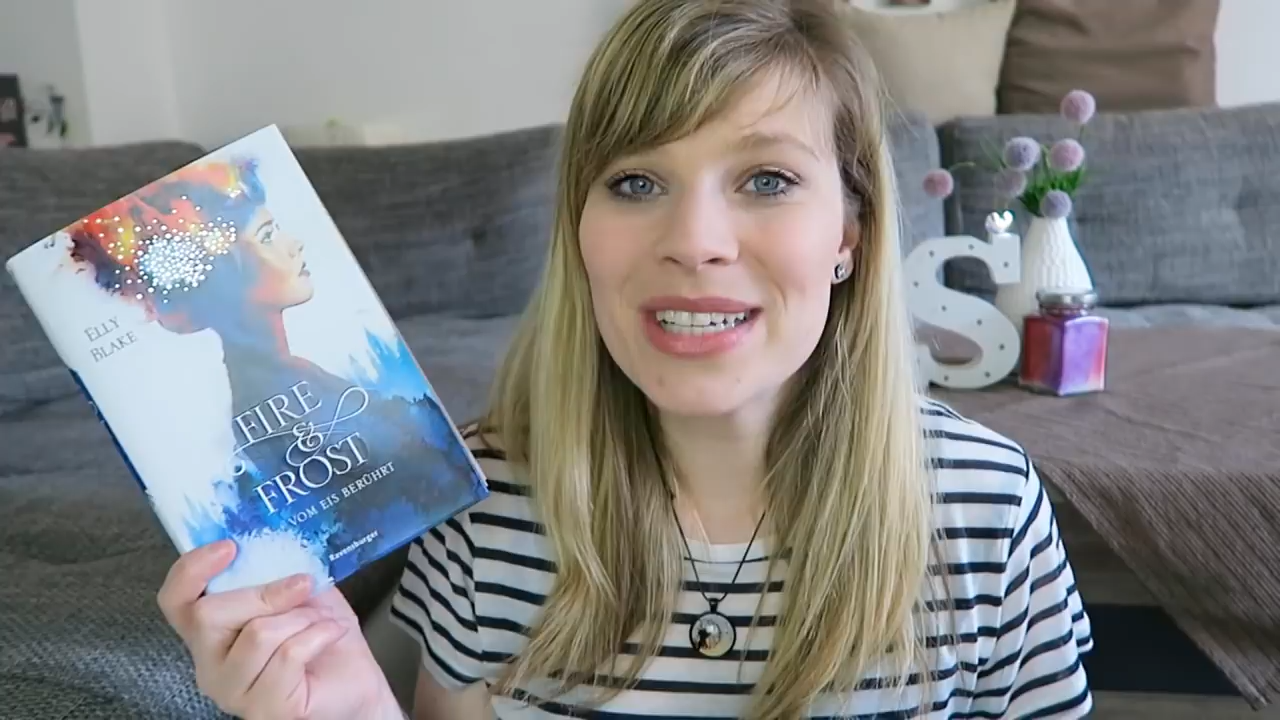 ELLY
BLAKE
FIRE
&
FROST
VOM EIS BERÜHRT
Ravensburger
S